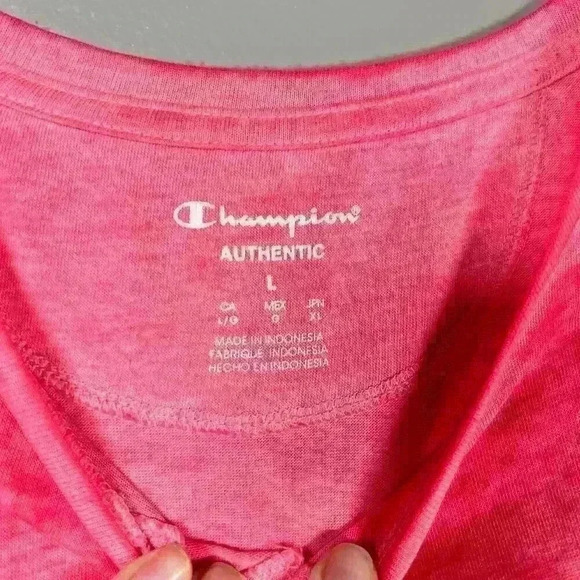 Champion®
AUTHENTIC
L
CA MEX JPN
L/G G XL
MADE IN INDONESIA
FABRIQUE INDONESIA
HECHO EN INDONESIA